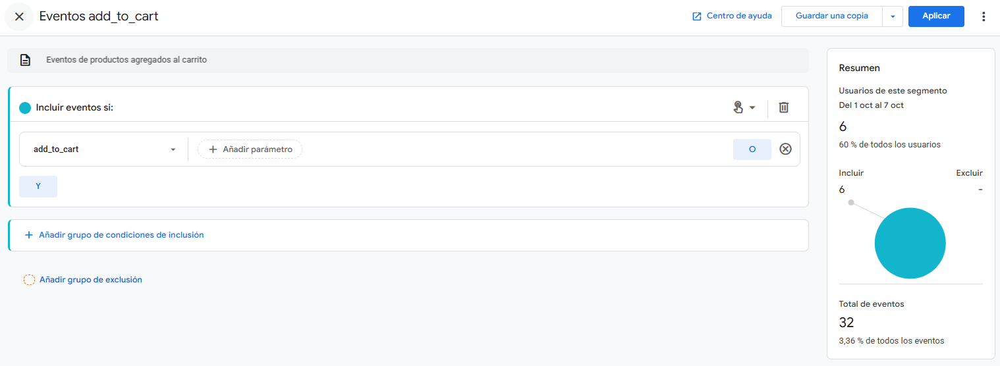 Eventos add_to_cart
Centro de ayuda
Guardar una copia
Aplicar
Eventos de productos agregados al carrito
Incluir eventos si:
add_to_cart
Añadir parámetro
O
Y
Añadir grupo de condiciones de inclusión
Añadir grupo de exclusión
Resumen
Usuarios de este segmento
Del 1 oct al 7 oct
6
60 % de todos los usuarios
Incluir Excluir
6 -
Total de eventos
32
3,36 % de todos los eventos